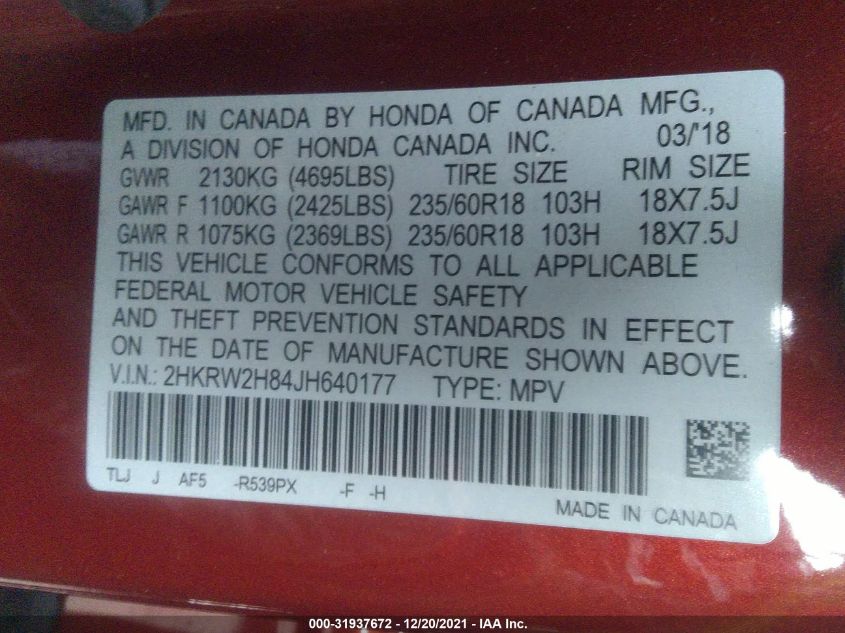 MFD. IN CANADA BY HONDA OF CANADA MFG.,
A DIVISION OF HONDA CANADA INC. 03/'18
GVWR 2130KG (4695LBS) TIRE SIZE RIM SIZE
GAWR F 1100KG (2425LBS) 235/60R18 103H 18X7.5J
GAWR R 1075KG (2369LBS) 235/60R18 103H 18X7.5J
THIS VEHICLE CONFORMS TO ALL APPLICABLE
FEDERAL MOTOR VEHICLE SAFETY
AND THEFT PREVENTION STANDARDS IN EFFECT
ON THE DATE OF MANUFACTURE SHOWN ABOVE.
V.I.N.: 2HKRW2H84JH640177 TYPE: MPV
TLJ J AF5 -R539PX -F -H
MADE IN CANADA
000-31937672 - 12/20/2021 - IAA Inc.